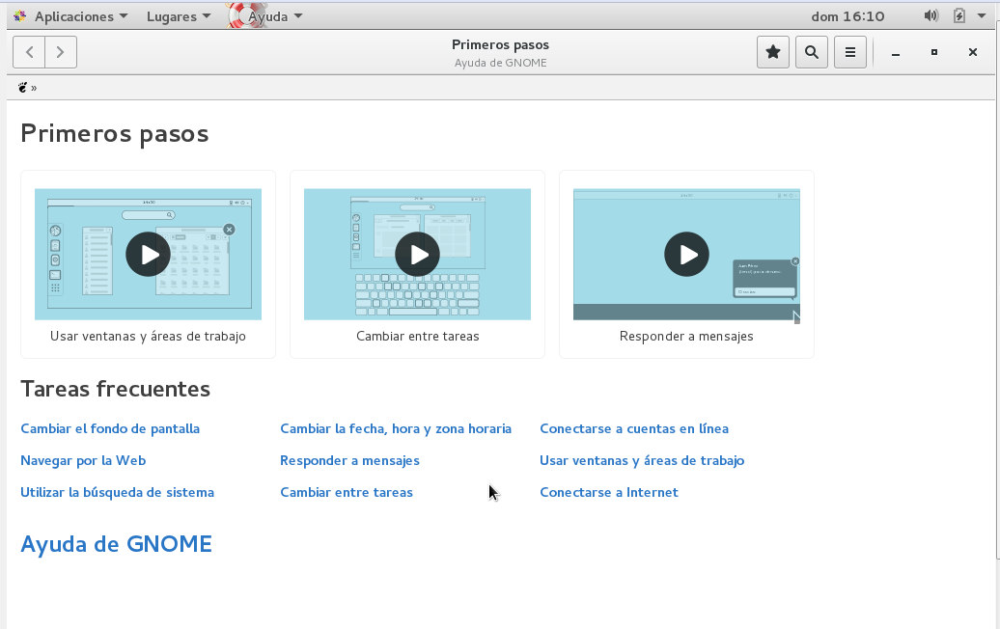 Aplicaciones Lugares Ayuda dom 16:10
Primeros pasos
Ayuda de GNOME
»
Primeros pasos
Usar ventanas y áreas de trabajo Cambiar entre tareas Responder a mensajes
Tareas frecuentes
Cambiar el fondo de pantalla Cambiar la fecha, hora y zona horaria Conectarse a cuentas en línea
Navegar por la Web Responder a mensajes Usar ventanas y áreas de trabajo
Utilizar la búsqueda de sistema Cambiar entre tareas Conectarse a Internet
Ayuda de GNOME